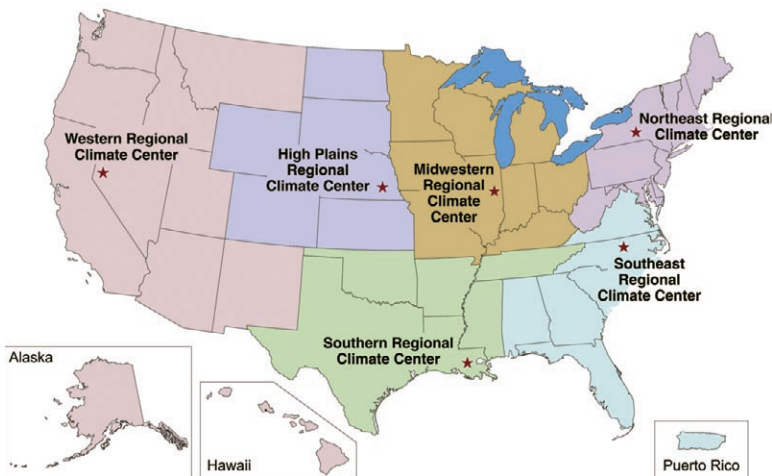 Northeast Regional
Climate Center
Western Regional
Climate Center
High Plains
Regional
Climate Center
Midwestern
Regional
Climate
Center
Southeast
Regional
Climate Center
Southern Regional
Climate Center
Alaska
Hawaii
Puerto Rico